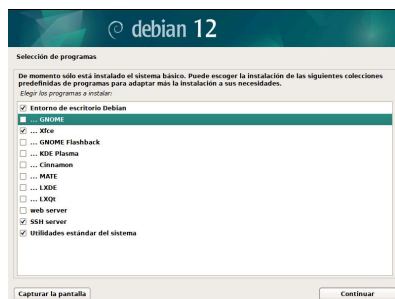 debian 12
Selección de programas
De momento sólo está instalado el sistema básico. Puede escoger la instalación de las siguientes colecciones
predefinidas de programas para adaptar más la instalación a sus necesidades.
Elegir los programas a instalar:
Entorno de escritorio Debian
... GNOME
... Xfce
... GNOME Flashback
... KDE Plasma
... Cinnamon
... MATE
... LXDE
... LXQt
web server
SSH server
Utilidades estándar del sistema
Capturar la pantalla
Continuar